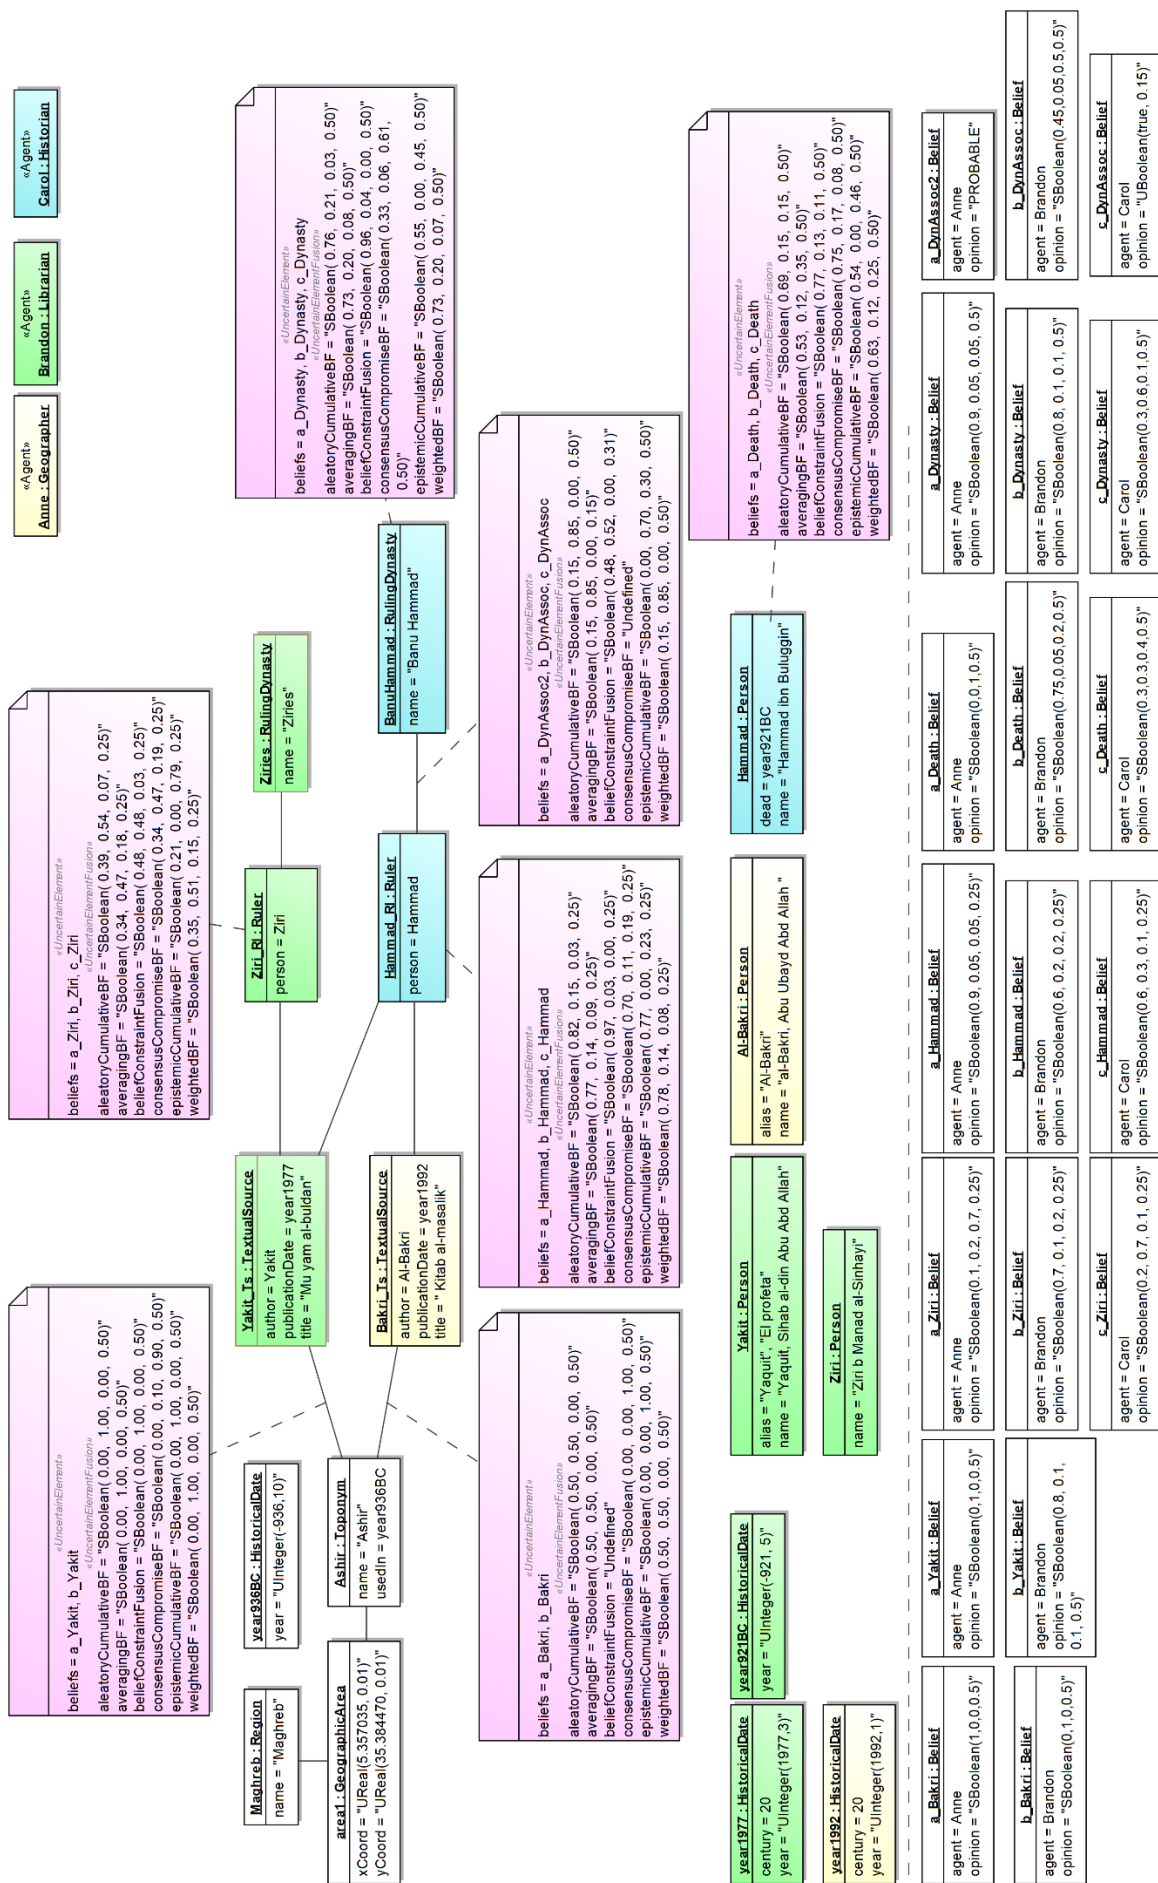 «Agent»
Anne : Geographer
«Agent»
Brandon : Librarian
«Agent»
Carol : Historian
«UncertainElement»
beliefs = a_Yakit, b_Yakit
«UncertainElementFusion»
aleatoryCumulativeBF = "SBoolean( 0.00, 1.00, 0.00, 0.50)"
averagingBF = "SBoolean( 0.00, 1.00, 0.00, 0.50)"
beliefConstraintFusion = "SBoolean( 0.00, 1.00, 0.00, 0.50)"
consensusCompromiseBF = "SBoolean( 0.00, 0.10, 0.90, 0.50)"
epistemicCumulativeBF = "SBoolean( 0.00, 1.00, 0.00, 0.50)"
weightedBF = "SBoolean( 0.00, 1.00, 0.00, 0.50)"
«UncertainElement»
beliefs = a_Ziri, b_Ziri, c_Ziri
«UncertainElementFusion»
aleatoryCumulativeBF = "SBoolean( 0.39, 0.54, 0.07, 0.25)"
averagingBF = "SBoolean( 0.34, 0.47, 0.18, 0.25)"
beliefConstraintFusion = "SBoolean( 0.48, 0.48, 0.03, 0.25)"
consensusCompromiseBF = "SBoolean( 0.34, 0.47, 0.19, 0.25)"
epistemicCumulativeBF = "SBoolean( 0.21, 0.00, 0.79, 0.25)"
weightedBF = "SBoolean( 0.35, 0.51, 0.15, 0.25)"
Maghreb : Region
name = "Maghreb"
year936BC : HistoricalDate
year = "UInteger(-936,10)"
Yakit_Ts : TextualSource
author = Yakit
publicationDate = year1977
title = "Mu yam al-buldan"
Ziri_Rl : Ruler
person = Ziri
Ziries : RulingDynasty
name = "Ziries"
«UncertainElement»
beliefs = a_Dynasty, b_Dynasty, c_Dynasty
«UncertainElementFusion»
aleatoryCumulativeBF = "SBoolean( 0.76, 0.21, 0.03, 0.50)"
averagingBF = "SBoolean( 0.73, 0.20, 0.08, 0.50)"
beliefConstraintFusion = "SBoolean( 0.96, 0.04, 0.00, 0.50)"
consensusCompromiseBF = "SBoolean( 0.33, 0.06, 0.61,
0.50)"
epistemicCumulativeBF = "SBoolean( 0.55, 0.00, 0.45, 0.50)"
weightedBF = "SBoolean( 0.73, 0.20, 0.07, 0.50)"
area1 : GeographicArea
xCoord = "UReal(5.357035, 0.01)"
yCoord = "UReal(35.384470, 0.01)"
Ashir : Toponym
name = "Ashir"
usedIn = year936BC
Bakri_Ts : TextualSource
author = Al-Bakri
publicationDate = year1992
title = " Kitab al-masalik"
Hammad_Rl : Ruler
person = Hammad
BanuHammad : RulingDynasty
name = "Banu Hammad"
«UncertainElement»
beliefs = a_Bakri, b_Bakri
«UncertainElementFusion»
aleatoryCumulativeBF = "SBoolean( 0.50, 0.50, 0.00, 0.50)"
averagingBF = "SBoolean( 0.50, 0.50, 0.00, 0.50)"
beliefConstraintFusion = "Undefined"
consensusCompromiseBF = "SBoolean( 0.00, 0.00, 1.00, 0.50)"
epistemicCumulativeBF = "SBoolean( 0.00, 0.00, 1.00, 0.50)"
weightedBF = "SBoolean( 0.50, 0.50, 0.00, 0.50)"
«UncertainElement»
beliefs = a_Hammad, b_Hammad, c_Hammad
«UncertainElementFusion»
aleatoryCumulativeBF = "SBoolean( 0.82, 0.15, 0.03, 0.25)"
averagingBF = "SBoolean( 0.77, 0.14, 0.09, 0.25)"
beliefConstraintFusion = "SBoolean( 0.97, 0.03, 0.00, 0.25)"
consensusCompromiseBF = "SBoolean( 0.70, 0.11, 0.19, 0.25)"
epistemicCumulativeBF = "SBoolean( 0.77, 0.00, 0.23, 0.25)"
weightedBF = "SBoolean( 0.78, 0.14, 0.08, 0.25)"
«UncertainElement»
beliefs = a_DynAssoc2, b_DynAssoc, c_DynAssoc
«UncertainElementFusion»
aleatoryCumulativeBF = "SBoolean( 0.15, 0.85, 0.00, 0.50)"
averagingBF = "SBoolean( 0.15, 0.85, 0.00, 0.15)"
beliefConstraintFusion = "SBoolean( 0.48, 0.52, 0.00, 0.31)"
consensusCompromiseBF = "Undefined"
epistemicCumulativeBF = "SBoolean( 0.00, 0.70, 0.30, 0.50)"
weightedBF = "SBoolean( 0.15, 0.85, 0.00, 0.50)"
year1977 : HistoricalDate
century = 20
year = "UInteger(1977,3)"
year921BC : HistoricalDate
year = "UInteger(-921, 5)"
Yakit : Person
alias = "Yaquit", "El profeta"
name = "Yaquit, Sihab al-din Abu Abd Allah"
Al-Bakri : Person
alias = "Al-Bakri"
name = "al-Bakri, Abu Ubayd Abd Allah "
Hammad : Person
dead = year921BC
name = "Hammad ibn Buluggin"
«UncertainElement»
beliefs = a_Death, b_Death, c_Death
«UncertainElementFusion»
aleatoryCumulativeBF = "SBoolean( 0.69, 0.15, 0.15, 0.50)"
averagingBF = "SBoolean( 0.53, 0.12, 0.35, 0.50)"
beliefConstraintFusion = "SBoolean( 0.77, 0.13, 0.11, 0.50)"
consensusCompromiseBF = "SBoolean( 0.75, 0.17, 0.08, 0.50)"
epistemicCumulativeBF = "SBoolean( 0.54, 0.00, 0.46, 0.50)"
weightedBF = "SBoolean( 0.63, 0.12, 0.25, 0.50)"
year1992 : HistoricalDate
century = 20
year = "UInteger(1992,1)"
Ziri : Person
name = "Ziri b Manad al-Sinhayi"
a_Bakri : Belief
agent = Anne
opinion = "SBoolean(1,0,0,0.5)"
a_Yakit : Belief
agent = Anne
opinion = "SBoolean(0,1,0,0.5)"
a_Ziri : Belief
agent = Anne
opinion = "SBoolean(0.1, 0.2, 0.7, 0.25)"
a_Hammad : Belief
agent = Anne
opinion = "SBoolean(0.9, 0.05, 0.05, 0.25)"
a_Death : Belief
agent = Anne
opinion = "SBoolean(0,0,1,0.5)"
a_Dynasty : Belief
agent = Anne
opinion = "SBoolean(0.9, 0.05, 0.05, 0.5)"
a_DynAssoc2 : Belief
agent = Anne
opinion = "PROBABLE"
b_Bakri : Belief
agent = Brandon
opinion = "SBoolean(0,1,0,0.5)"
b_Yakit : Belief
agent = Brandon
opinion = "SBoolean(0.8, 0.1,
0.1, 0.5)"
b_Ziri : Belief
agent = Brandon
opinion = "SBoolean(0.7, 0.1, 0.2, 0.25)"
b_Hammad : Belief
agent = Brandon
opinion = "SBoolean(0.6, 0.2, 0.2, 0.25)"
b_Death : Belief
agent = Brandon
opinion = "SBoolean(0.75,0.05,0.2,0.5)"
b_Dynasty : Belief
agent = Brandon
opinion = "SBoolean(0.8, 0.1, 0.1, 0.5)"
b_DynAssoc : Belief
agent = Brandon
opinion = "SBoolean(0.45,0.05,0.5,0.5)"
c_Ziri : Belief
agent = Carol
opinion = "SBoolean(0.2, 0.7, 0.1, 0.25)"
c_Hammad : Belief
agent = Carol
opinion = "SBoolean(0.6, 0.3, 0.1, 0.25)"
c_Death : Belief
agent = Carol
opinion = "SBoolean(0.3,0.3,0.4,0.5)"
c_Dynasty : Belief
agent = Carol
opinion = "SBoolean(0.3,0.6,0.1,0.5)"
c_DynAssoc : Belief
agent = Carol
opinion = "UBoolean(true, 0.15)"